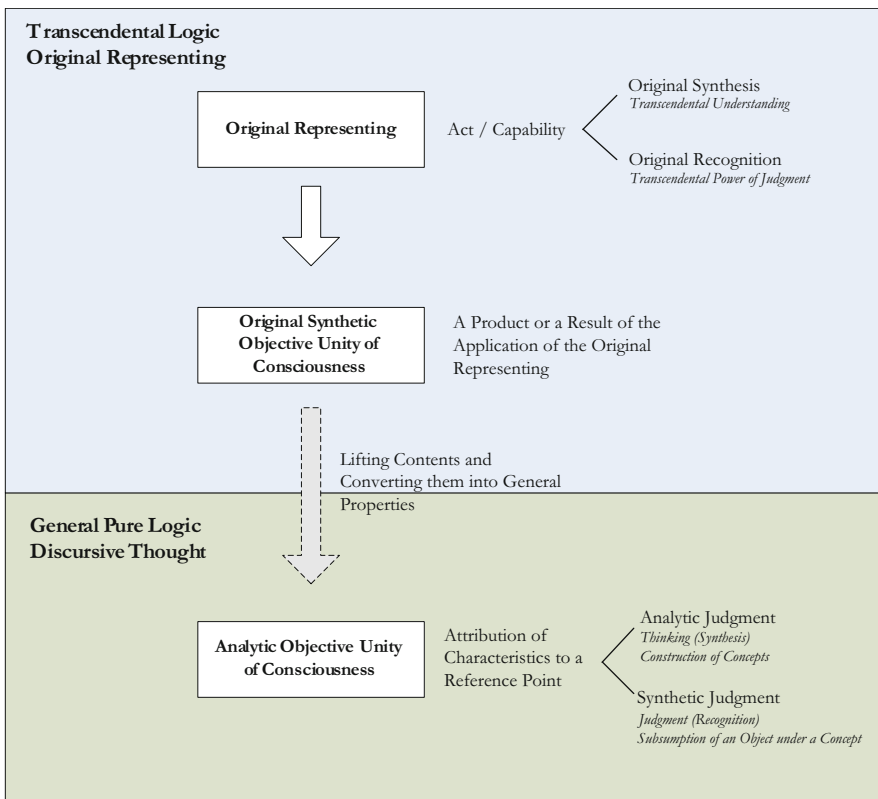 Transcendental Logic
Original Representing
Original Representing
Act / Capability
Original Synthesis
Transcendental Understanding
Original Recognition
Transcendental Power of Judgment
Original Synthetic
Objective Unity of
Consciousness
A Product or a Result of the
Application of the Original
Representing
Lifting Contents and
Converting them into General
Properties
General Pure Logic
Discursive Thought
Analytic Objective Unity
of Consciousness
Attribution of
Characteristics to a
Reference Point
Analytic Judgment
Thinking (Synthesis)
Construction of Concepts
Synthetic Judgment
Judgment (Recognition)
Subsumption of an Object under a Concept